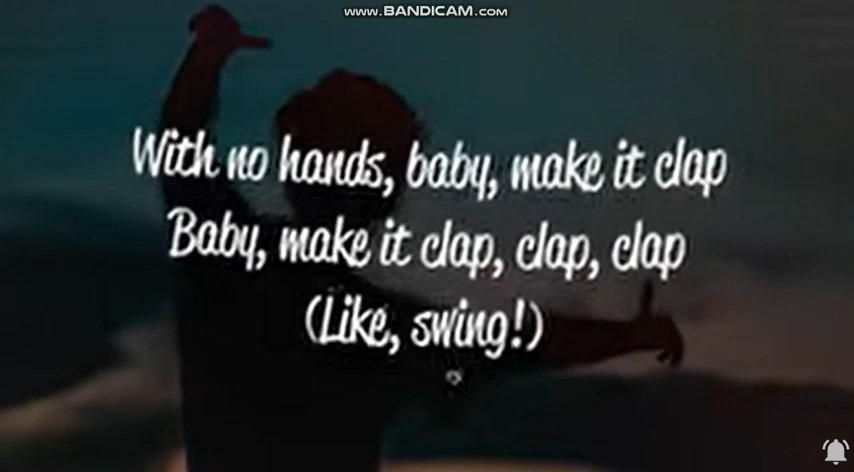 www.BANDICAM.com
With no hands, baby, make it clap
Baby, make it clap, clap, clap
(Like, swing!)